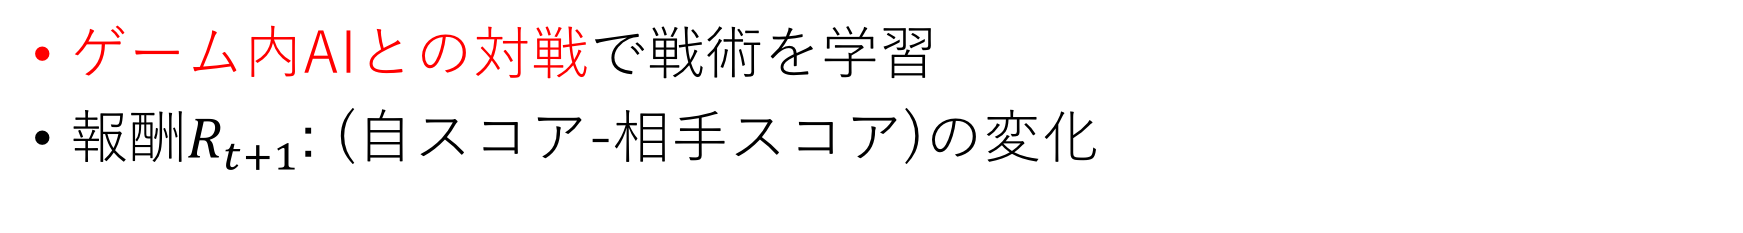 • ゲーム内AIとの対戦で戦術を学習
• 報酬R_{t+1}: (自スコア-相手スコア)の変化